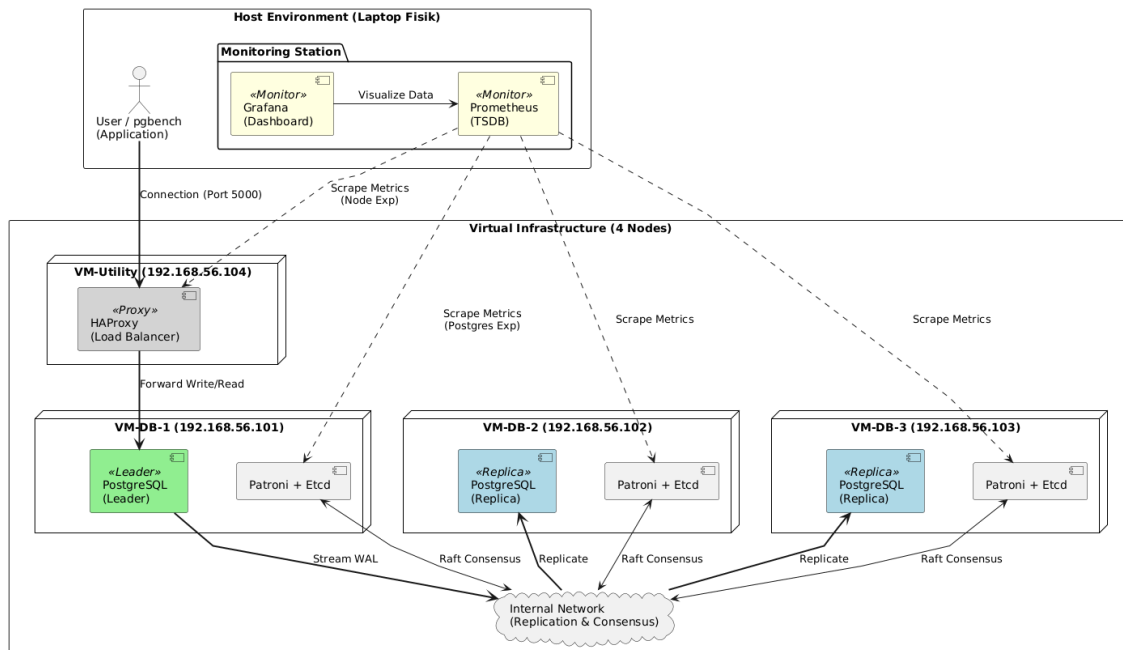 Host Environment (Laptop Fisik)
Monitoring Station
«Monitor»
Grafana
(Dashboard)
Visualize Data
«Monitor»
Prometheus
(TSDB)
User / pgbench
(Application)
Connection (Port 5000)
Scrape Metrics
(Node Exp)
Virtual Infrastructure (4 Nodes)
VM-Utility (192.168.56.104)
«Proxy»
HAProxy
(Load Balancer)
Scrape Metrics
(Postgres Exp)
Scrape Metrics
Scrape Metrics
Forward Write/Read
VM-DB-1 (192.168.56.101)
«Leader»
PostgreSQL
(Leader)
Patroni + Etcd
VM-DB-2 (192.168.56.102)
«Replica»
PostgreSQL
(Replica)
Patroni + Etcd
VM-DB-3 (192.168.56.103)
«Replica»
PostgreSQL
(Replica)
Patroni + Etcd
Stream WAL
Raft Consensus
Replicate
Raft Consensus
Replicate
Raft Consensus
Internal Network
(Replication & Consensus)